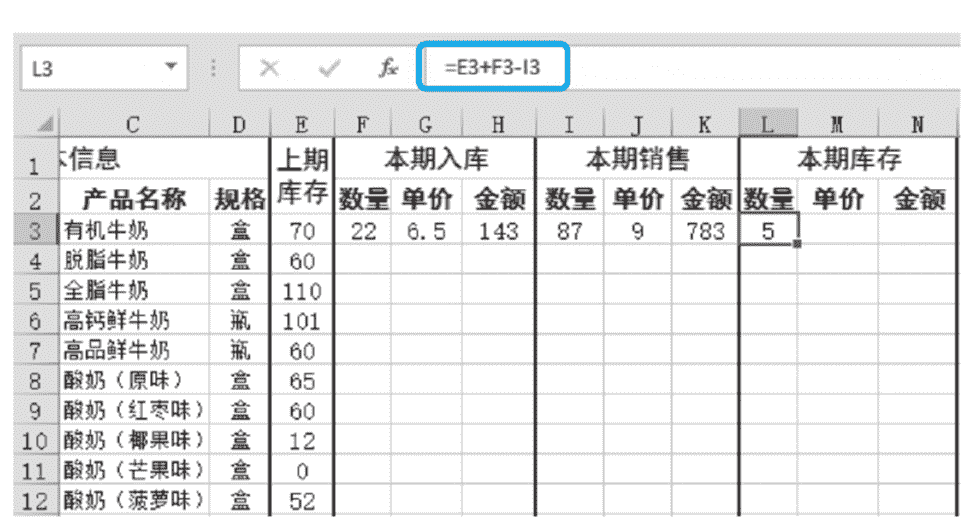 L3 fx =E3+F3-I3
C D E F G H I J K L M N
1 本信息 上期库存 本期入库 本期销售 本期库存
2 产品名称 规格 数量 单价 金额 数量 单价 金额 数量 单价 金额
3 有机牛奶 盒 70 22 6.5 143 87 9 783 5
4 脱脂牛奶 盒 60
5 全脂牛奶 盒 110
6 高钙鲜牛奶 瓶 101
7 高品鲜牛奶 瓶 60
8 酸奶（原味） 盒 65
9 酸奶（红枣味） 盒 60
10 酸奶（椰果味） 盒 12
11 酸奶（芒果味） 盒 0
12 酸奶（菠萝味） 盒 52